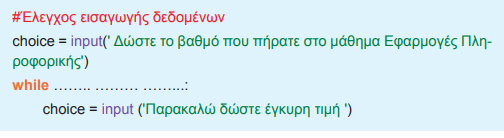 #Έλεγχος εισαγωγής δεδομένων
choice = input(' Δώστε το βαθμό που πήρατε στο μάθημα Εφαρμογές Πλη-
ροφορικής')
while …….. ……… ……...:
choice = input ('Παρακαλώ δώστε έγκυρη τιμή ')